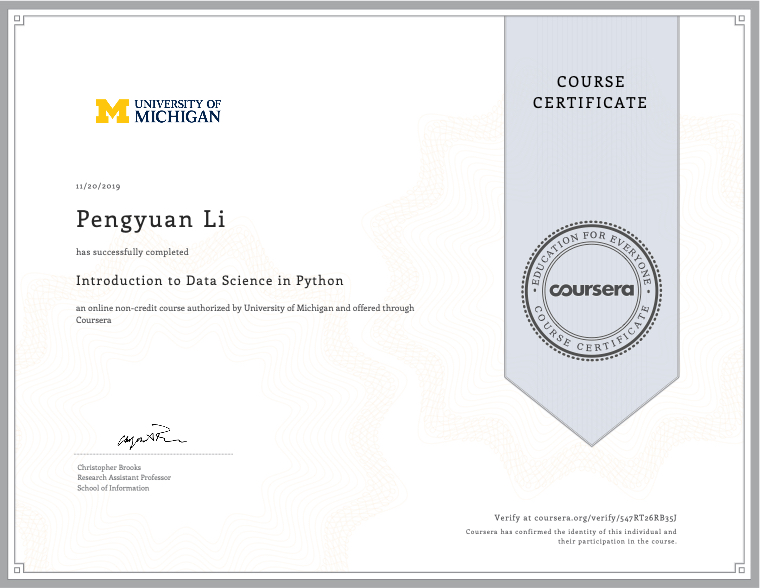 COURSE
CERTIFICATE
M UNIVERSITY OF
MICHIGAN
11/20/2019
Pengyuan Li
has successfully completed
Introduction to Data Science in Python
an online non-credit course authorized by University of Michigan and offered through
Coursera
EDUCATION FOR EVERYONE
coursera
COURSE CERTIFICATE
Christopher Brooks
Research Assistant Professor
School of Information
Verify at coursera.org/verify/547RT26RB35J
Coursera has confirmed the identity of this individual and
their participation in the course.